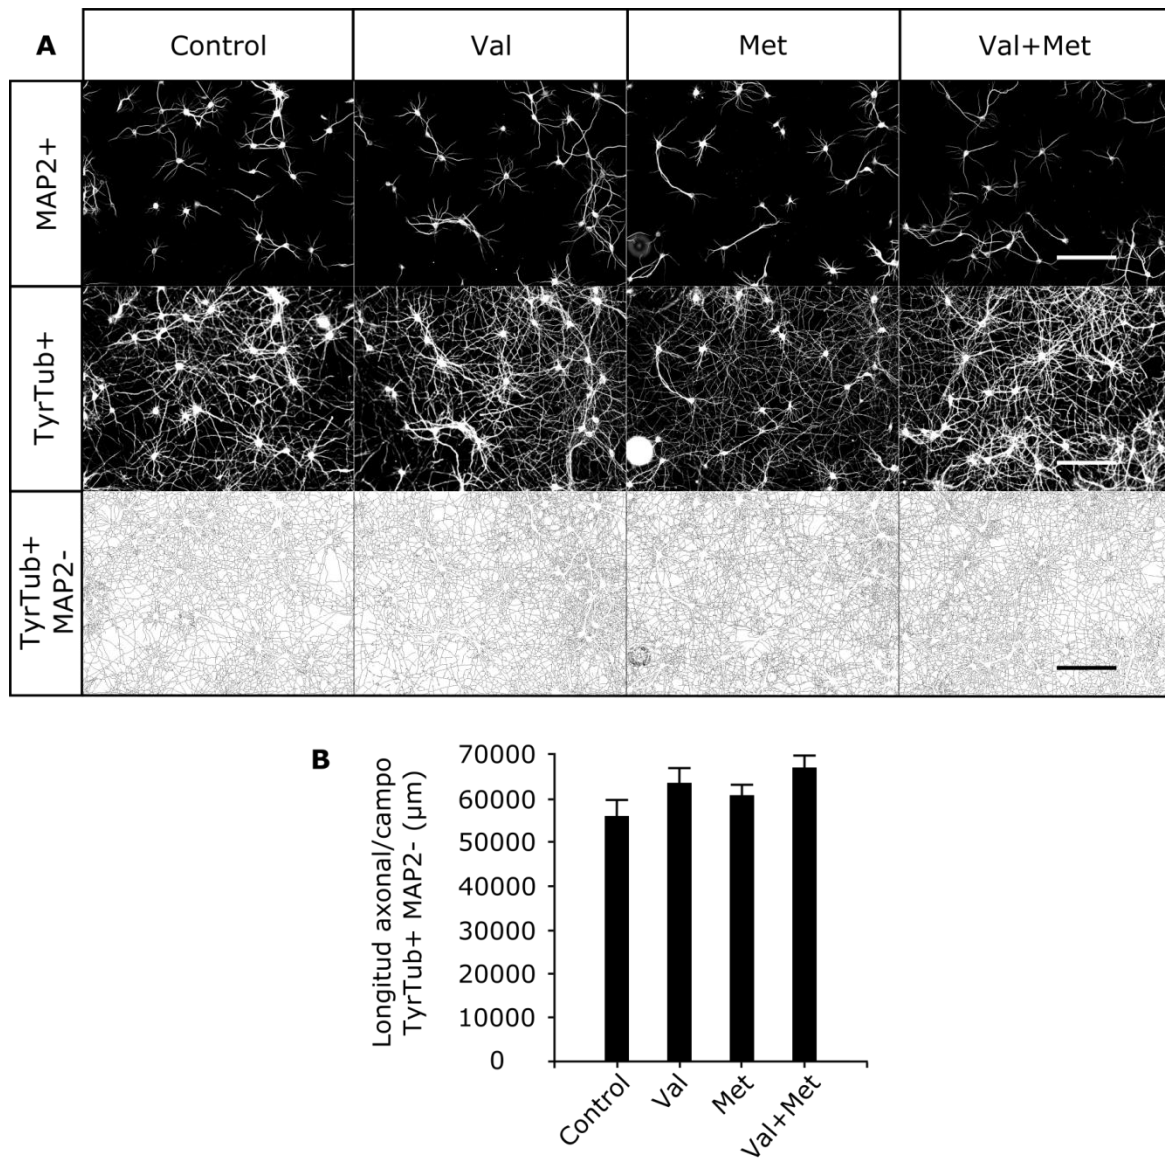 A
Control
Val
Met
Val+Met
MAP2+
TyrTub+
TyrTub+
MAP2-
B
Longitud axonal/campo
TyrTub+ MAP2- (µm)
70000
60000
50000
40000
30000
20000
10000
0
Control
Val
Met
Val+Met